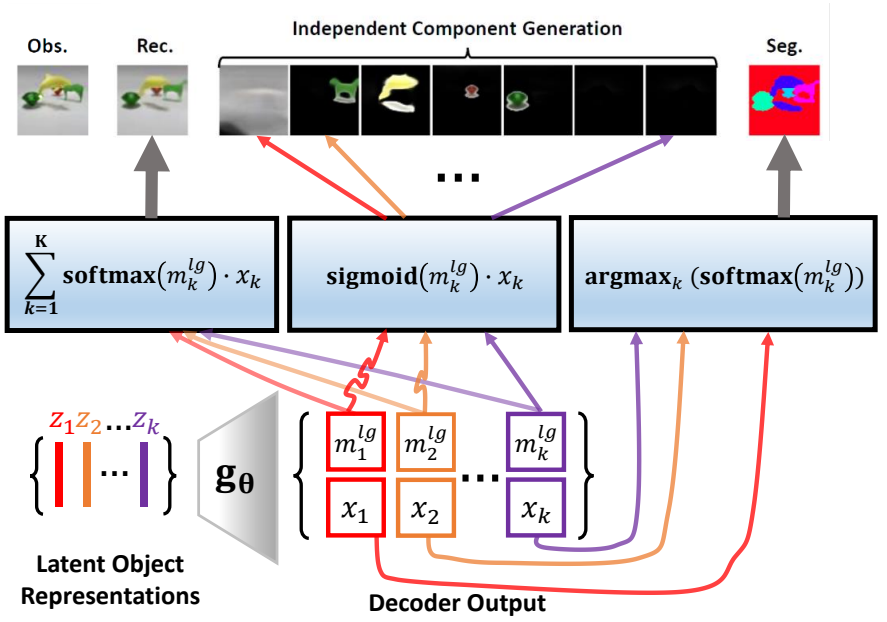 Independent Component Generation
Obs. Rec. Seg.
...
K
∑ softmax(m_k^{lg}) · x_k
k=1
sigmoid(m_k^{lg}) · x_k
argmax_k (softmax(m_k^{lg}))
z_1 z_2 ... z_k
{ ... }
g_θ
{ m_1^{lg} m_2^{lg} ... m_k^{lg}
x_1 x_2 x_k }
Latent Object
Representations
Decoder Output